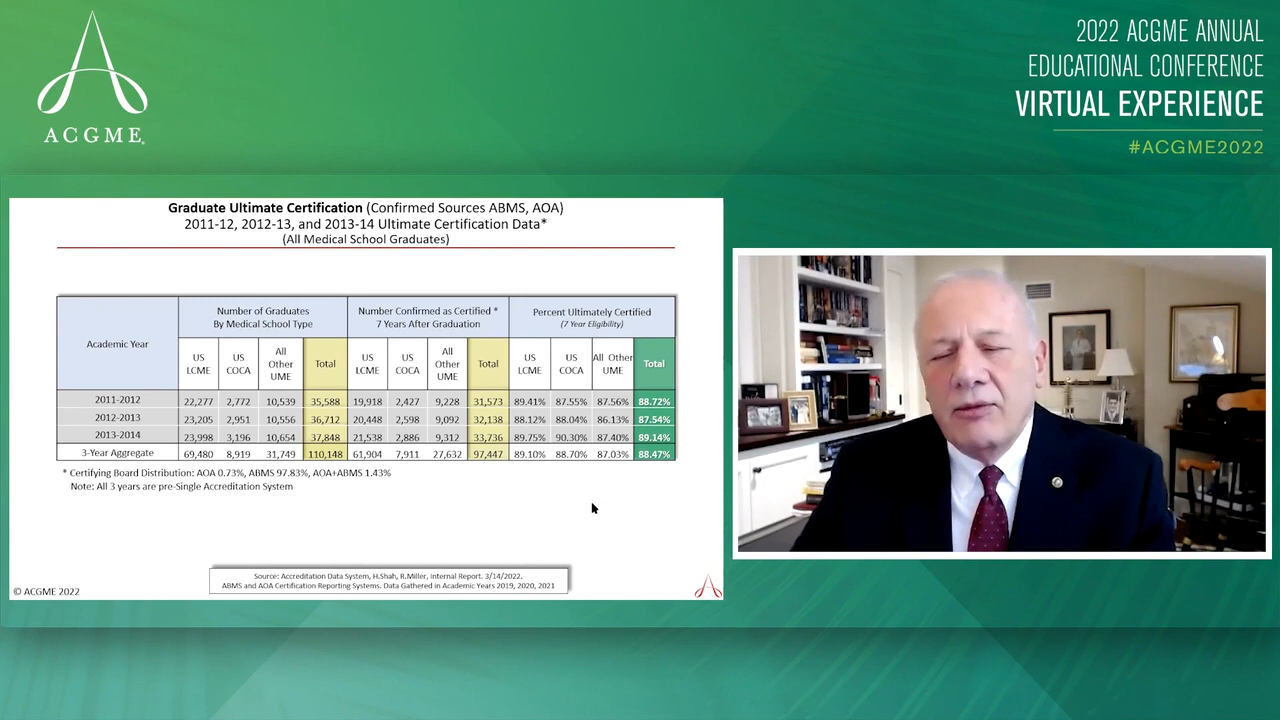 ACGME
2022 ACGME ANNUAL
EDUCATIONAL CONFERENCE
VIRTUAL EXPERIENCE
#ACGME2022
Graduate Ultimate Certification (Confirmed Sources ABMS, AOA)
2011-12, 2012-13, and 2013-14 Ultimate Certification Data*
(All Medical School Graduates)
Academic Year
Number of Graduates
By Medical School Type
Number Confirmed as Certified *
7 Years After Graduation
Percent Ultimately Certified
(7 Year Eligibility)
US LCME US COCA All Other UME Total US LCME US COCA All Other UME Total US LCME US COCA All Other UME Total
2011-2012 22,277 2,772 10,539 35,588 19,918 2,427 9,228 31,573 89.41% 87.55% 87.56% 88.72%
2012-2013 23,205 2,951 10,556 36,712 20,448 2,598 9,092 32,138 88.12% 88.04% 86.13% 87.54%
2013-2014 23,998 3,196 10,654 37,848 21,538 2,886 9,312 33,736 89.75% 90.30% 87.40% 89.14%
3-Year Aggregate 69,480 8,919 31,749 110,148 61,904 7,911 27,632 97,447 89.10% 88.70% 87.03% 88.47%
* Certifying Board Distribution: AOA 0.73%, ABMS 97.83%, AOA+ABMS 1.43%
Note: All 3 years are pre-Single Accreditation System
Source: Accreditation Data System, H.Shah, R.Miller, Internal Report. 3/14/2022.
ABMS and AOA Certification Reporting Systems. Data Gathered in Academic Years 2019, 2020, 2021
© ACGME 2022